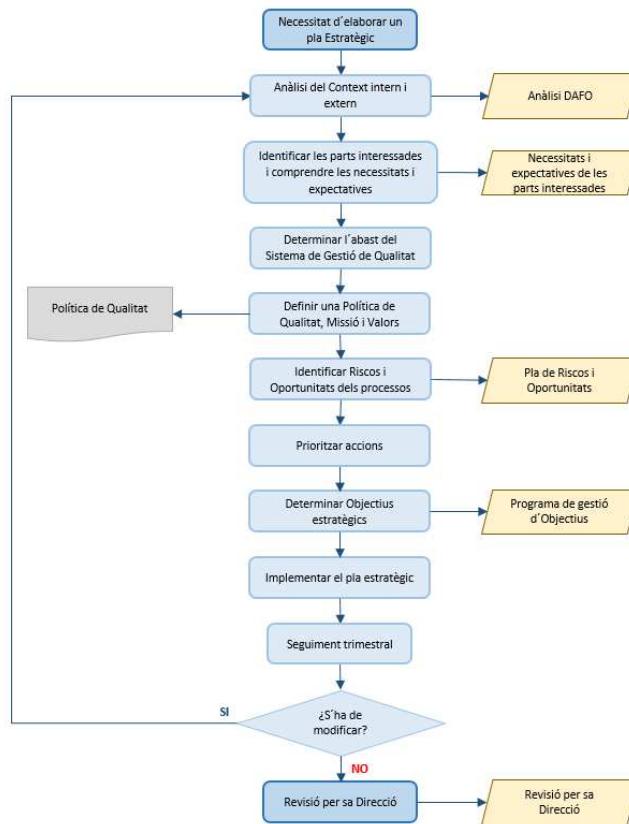 Necessitat d´elaborar un
pla Estratègic
Anàlisi del Context intern i
extern
Anàlisi DAFO
Identificar les parts interessades
i comprendre les necessitats i
expectatives
Necessitats i
expectatives de les
parts interessades
Determinar l´abast del
Sistema de Gestió de Qualitat
Política de Qualitat
Definir una Política de
Qualitat, Missió i Valors
Identificar Riscos i
Oportunitats dels processos
Pla de Riscos i
Oportunitats
Prioritzar accions
Determinar Objectius
estratègics
Programa de gestió
d´Objectius
Implementar el pla estratègic
Seguiment trimestral
SI
¿S´ha de
modificar?
NO
Revisió per sa Direcció
Revisió per sa
Direcció